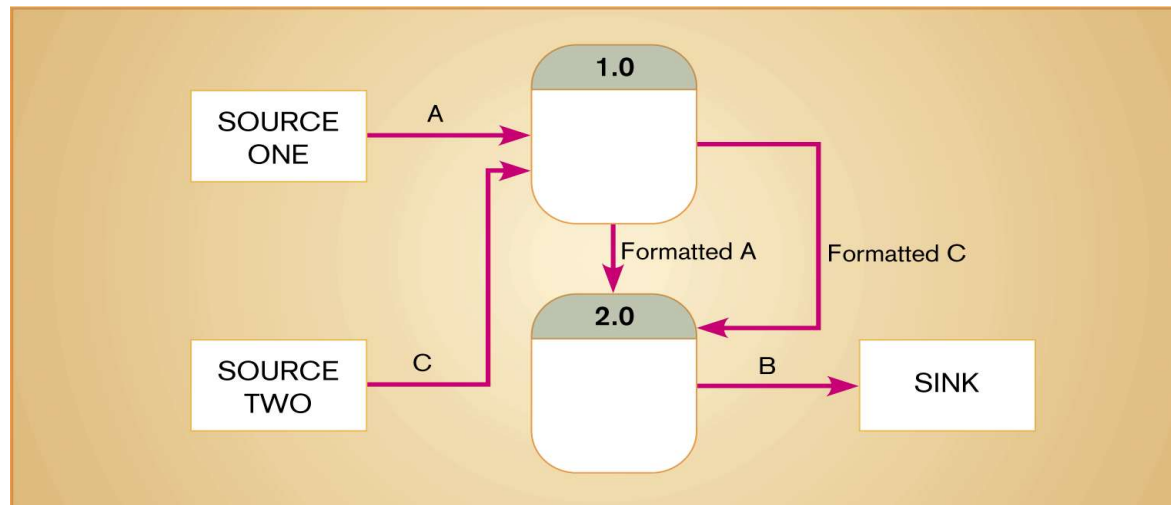 1.0
SOURCE
ONE
A
Formatted A
Formatted C
2.0
SOURCE
TWO
C
B
SINK